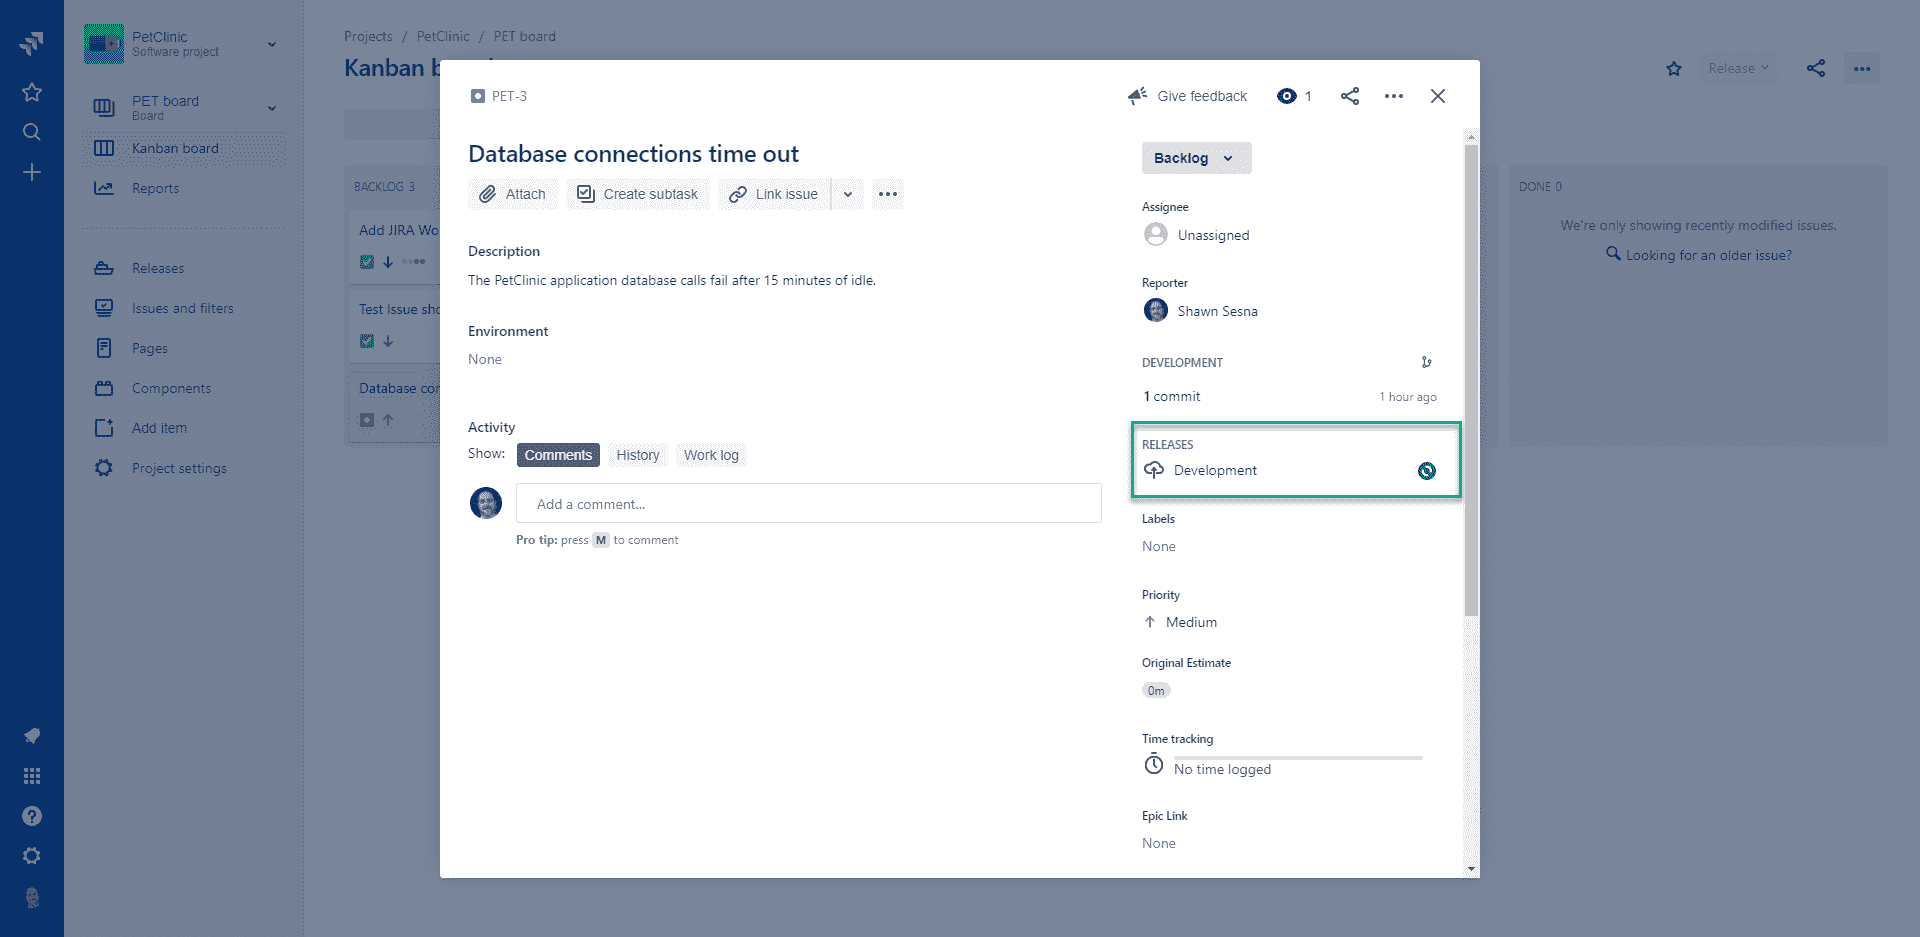 PetClinic
Software project
PET board
Board
Kanban board
Reports
Releases
Issues and filters
Pages
Components
Add item
Project settings
Projects / PetClinic / PET board
Kanban
Release
BACKLOG 3
Add JIRA
Test Issue
Database
DONE 0
We're only showing recently modified issues.
Looking for an older issue?
PET-3
Give feedback
1
Database connections time out
Attach
Create subtask
Link issue
Description
The PetClinic application database calls fail after 15 minutes of idle.
Environment
None
Activity
Show: Comments History Work log
Add a comment...
Pro tip: press M to comment
Backlog
Assignee
Unassigned
Reporter
Shawn Sesna
DEVELOPMENT
1 commit 1 hour ago
RELEASES
Development
Labels
None
Priority
Medium
Original Estimate
0m
Time tracking
No time logged
Epic Link
None